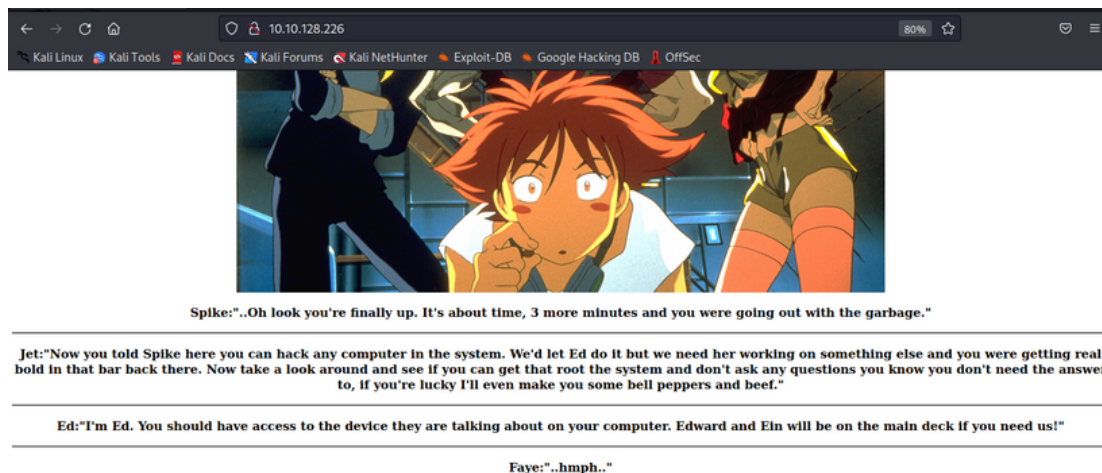 10.10.128.226
80%
Kali Linux Kali Tools Kali Docs Kali Forums Kali NetHunter Exploit-DB Google Hacking DB OffSec
Spike:"..Oh look you're finally up. It's about time, 3 more minutes and you were going out with the garbage."
Jet:"Now you told Spike here you can hack any computer in the system. We'd let Ed do it but we need her working on something else and you were getting real
bold in that bar back there. Now take a look around and see if you can get that root the system and don't ask any questions you know you don't need the answer
to, if you're lucky I'll even make you some bell peppers and beef."
Ed:"I'm Ed. You should have access to the device they are talking about on your computer. Edward and Ein will be on the main deck if you need us!"
Faye:"..hmph.."